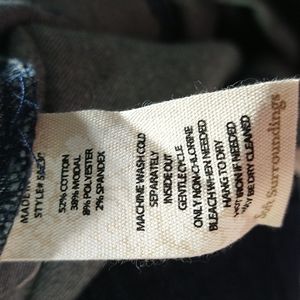 MADE
STYLE#
52% COTTON
38% MODAL
8% POLYESTER
2% SPANDEX
MACHINE WASH COLD
SEPARATELY
INSIDE OUT
GENTLE CYCLE
ONLY NON-CHLORINE
BLEACH WHEN NEEDED
HANG TO DRY
IRON IF NEEDED
MAY BE DRY CLEANED
Soft Surroundings